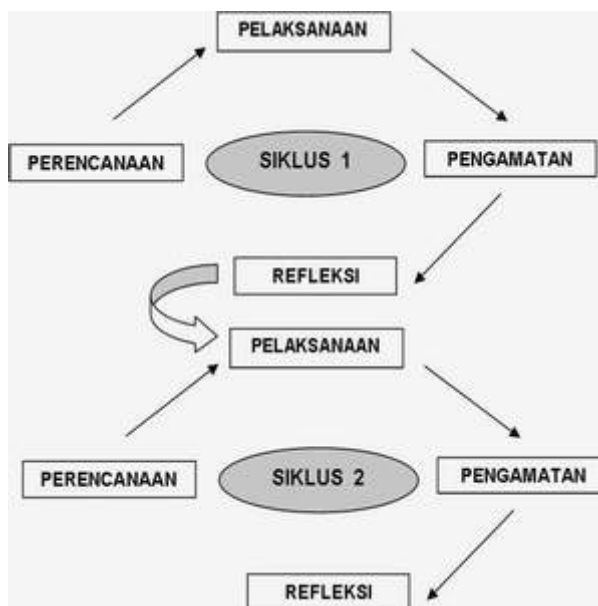 PELAKSANAAN
PERENCANAAN
SIKLUS 1
PENGAMATAN
REFLEKSI
PELAKSANAAN
PERENCANAAN
SIKLUS 2
PENGAMATAN
REFLEKSI